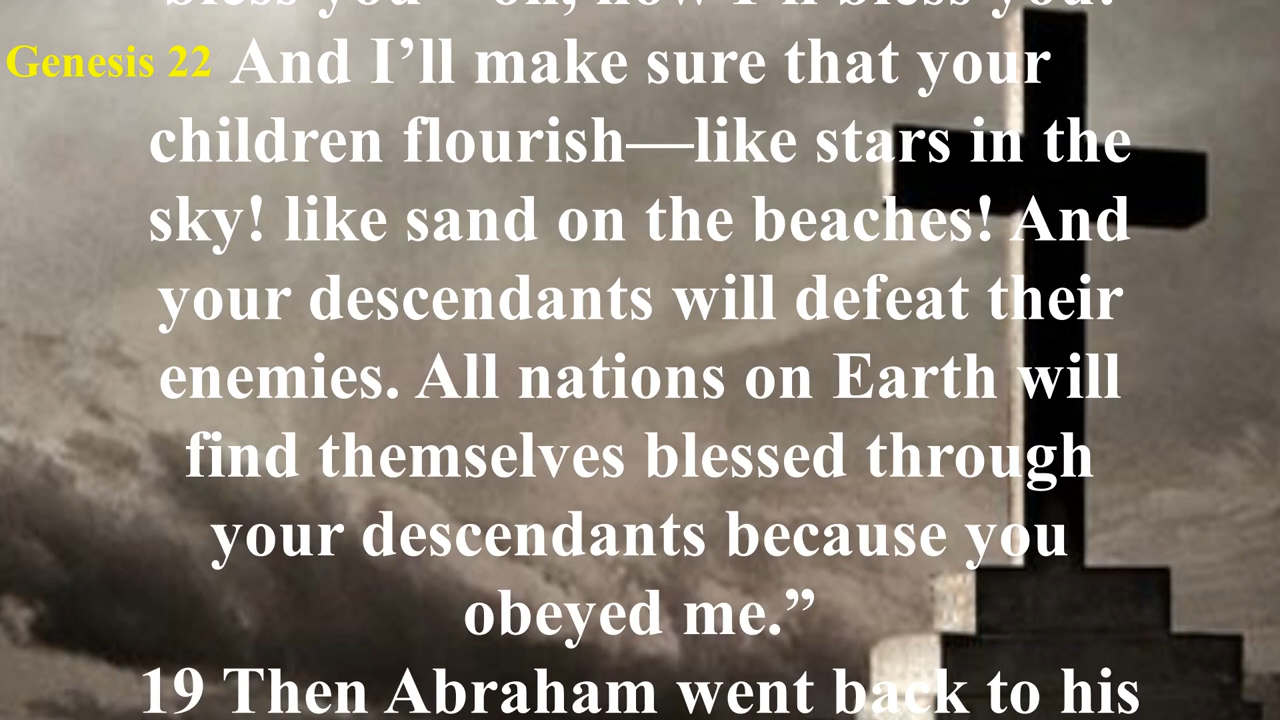 bless you—oh, how I'll bless you!
Genesis 22
And I’ll make sure that your
children flourish—like stars in the
sky! like sand on the beaches! And
your descendants will defeat their
enemies. All nations on Earth will
find themselves blessed through
your descendants because you
obeyed me.”
19 Then Abraham went back to his